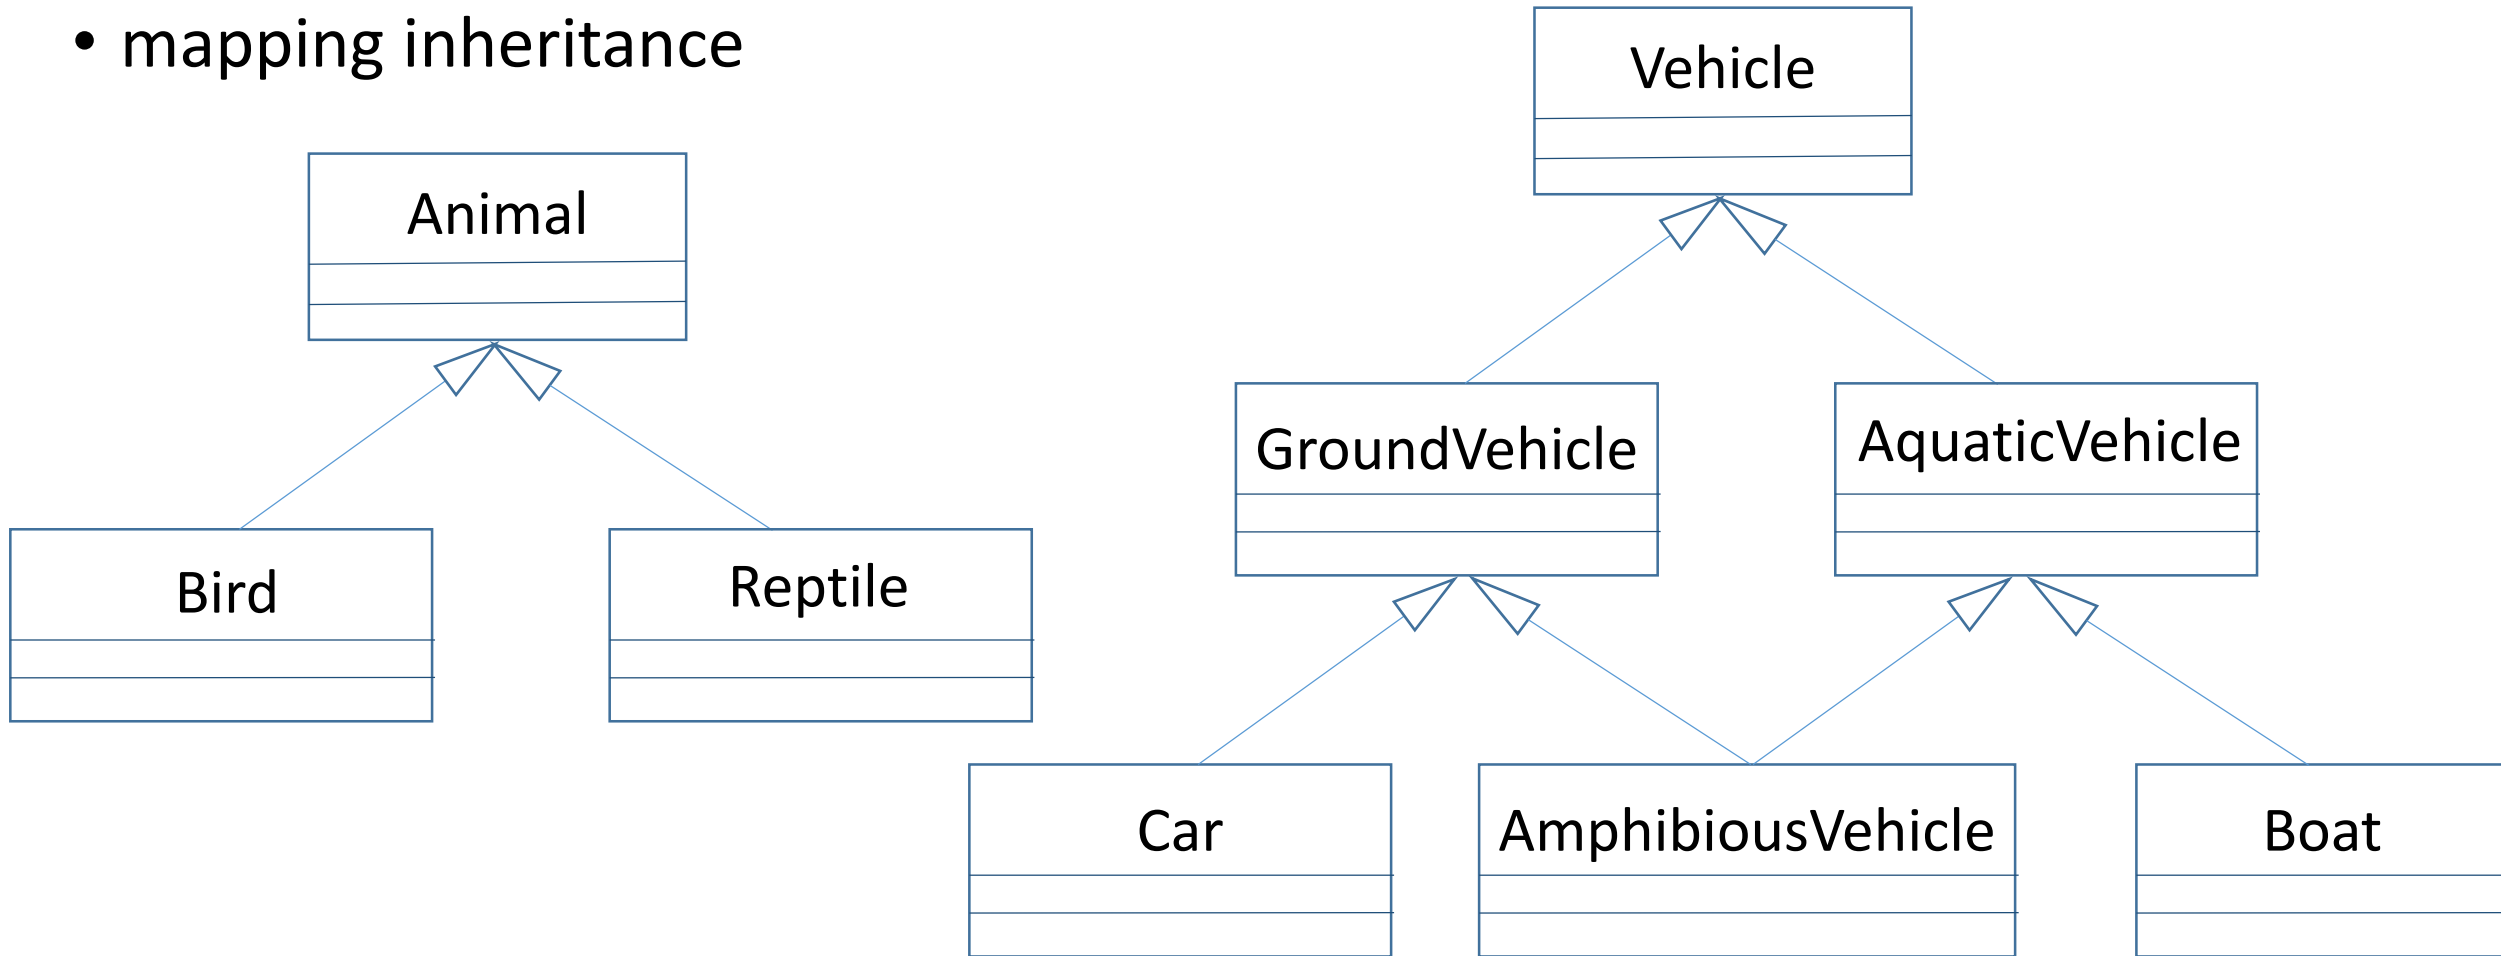 • mapping inheritance
Vehicle
Animal
GroundVehicle
AquaticVehicle
Bird
Reptile
Car
AmphibiousVehicle
Boat